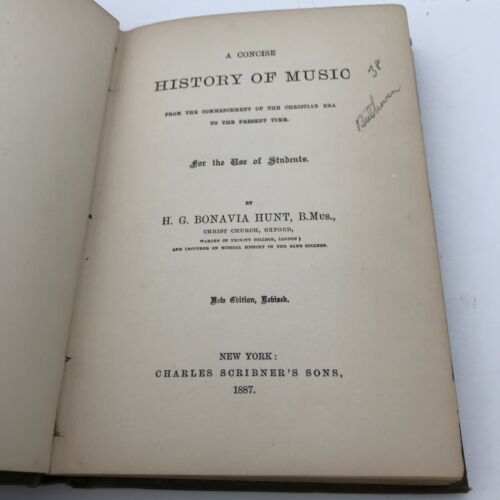 A CONCISE
HISTORY OF MUSIC
FROM THE COMMENCEMENT OF THE CHRISTIAN ERA
TO THE PRESENT TIME.
38
Beethoven
For the Use of Students.
BY
H. G. BONAVIA HUNT, B.MUS.,
CHRIST CHURCH, OXFORD,
WARDEN OF TRINITY COLLEGE, LONDON;
AND LECTURER ON MUSICAL HISTORY IN THE SAME COLLEGE.
New Edition, Revised.
NEW YORK:
CHARLES SCRIBNER'S SONS,
1887.